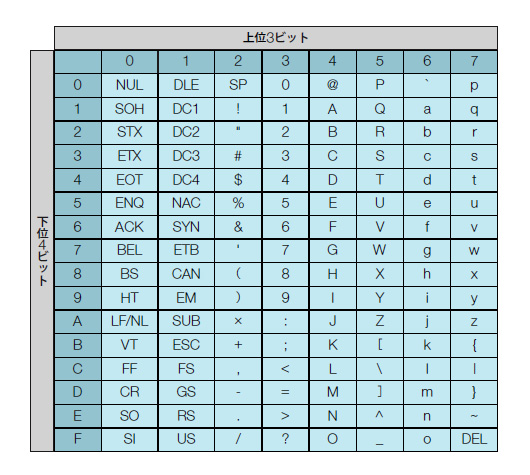 上位3ビット
0 1 2 3 4 5 6 7
下位4ビット
0 NUL DLE SP 0 @ P ` p
1 SOH DC1 ! 1 A Q a q
2 STX DC2 " 2 B R b r
3 ETX DC3 # 3 C S c s
4 EOT DC4 $ 4 D T d t
5 ENQ NAC % 5 E U e u
6 ACK SYN & 6 F V f v
7 BEL ETB ' 7 G W g w
8 BS CAN ( 8 H X h x
9 HT EM ) 9 I Y i y
A LF/NL SUB × : J Z j z
B VT ESC + ; K [ k {
C FF FS , < L \ l |
D CR GS - = M ] m }
E SO RS . > N ^ n ~
F SI US / ? O _ o DEL